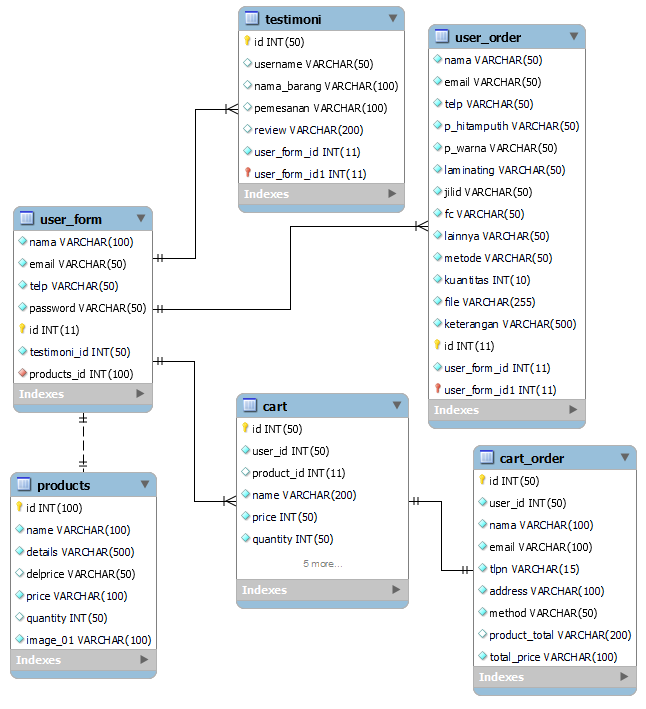 testimoni
id INT(50)
username VARCHAR(50)
nama_barang VARCHAR(100)
pemesanan VARCHAR(100)
review VARCHAR(200)
user_form_id INT(11)
user_form_id1 INT(11)
Indexes
user_order
nama VARCHAR(50)
email VARCHAR(50)
telp VARCHAR(50)
p_hitamputih VARCHAR(50)
p_warna VARCHAR(50)
laminating VARCHAR(50)
jilid VARCHAR(50)
fc VARCHAR(50)
lainnya VARCHAR(50)
metode VARCHAR(50)
kuantitas INT(10)
file VARCHAR(255)
keterangan VARCHAR(500)
id INT(11)
user_form_id INT(11)
user_form_id1 INT(11)
Indexes
user_form
nama VARCHAR(100)
email VARCHAR(50)
telp VARCHAR(50)
password VARCHAR(50)
id INT(11)
testimoni_id INT(50)
products_id INT(100)
Indexes
cart
id INT(50)
user_id INT(50)
product_id INT(11)
name VARCHAR(200)
price INT(50)
quantity INT(50)
5 more...
Indexes
cart_order
id INT(50)
user_id INT(50)
nama VARCHAR(100)
email VARCHAR(100)
tlpn VARCHAR(15)
address VARCHAR(100)
method VARCHAR(50)
product_total VARCHAR(200)
total_price VARCHAR(100)
Indexes
products
id INT(100)
name VARCHAR(100)
details VARCHAR(500)
delprice VARCHAR(50)
price VARCHAR(100)
quantity INT(50)
image_01 VARCHAR(100)
Indexes